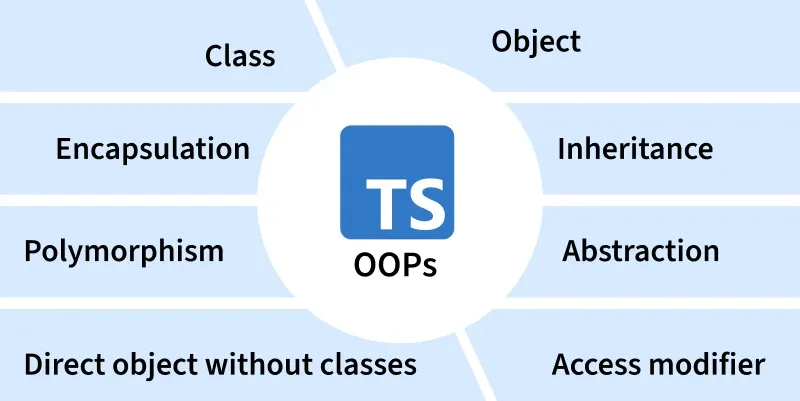 Class
Object
Encapsulation
Inheritance
TS
OOPs
Polymorphism
Abstraction
Direct object without classes
Access modifier